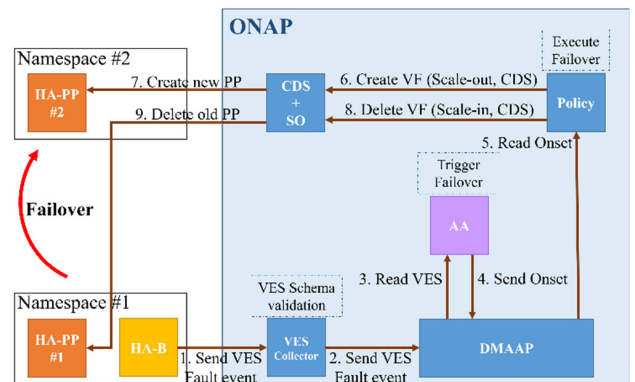 ONAP
Namespace #2
HA-PP
#2
7. Create new PP
9. Delete old PP
CDS
+
SO
6. Create VF (Scale-out, CDS)
8. Delete VF (Scale-in, CDS)
Execute
Failover
Policy
5. Read Onset
Trigger
Failover
AA
Failover
3. Read VES
4. Send Onset
Namespace #1
HA-PP
#1
HA-B
1. Send VES
Fault event
VES Schema
validation
VES
Collector
2. Send VES
Fault event
DMAAP